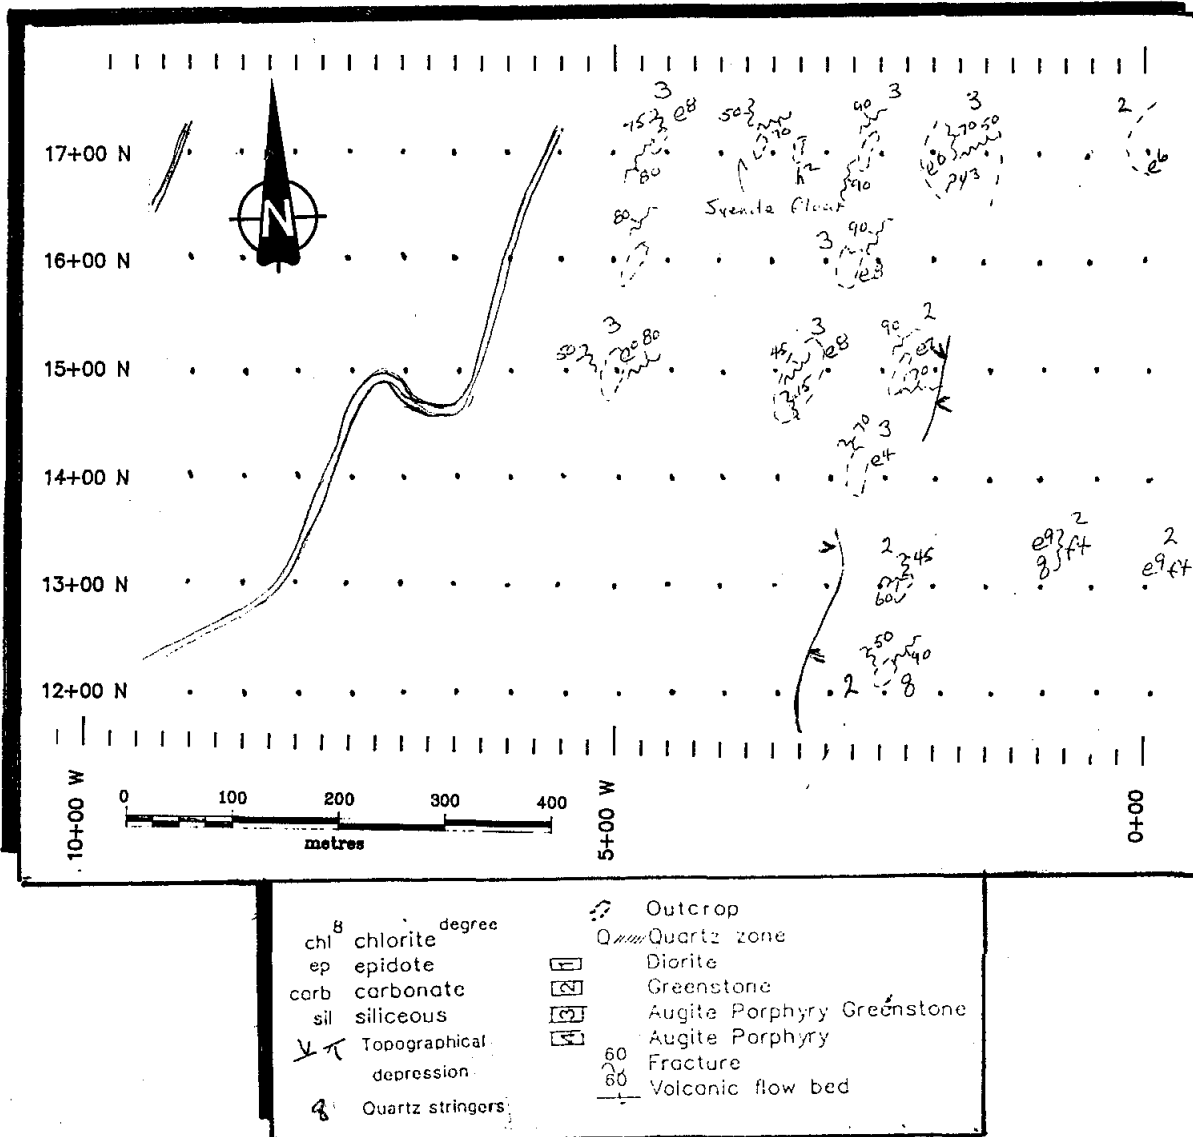 3
75 e8
80
50
70
h2
Syenite float
90 3
90
3
70 50
e6
py3
2
e6
17+00 N
N
80
3 90
e8
16+00 N
3
50 e0 80
3
45 e8
15
90 2
e7
70
15+00 N
70 3
e4
14+00 N
2
45
60
e9 2
8 } ft
2
e9 ft
13+00 N
50
40
2 8
12+00 N
10+00 W
5+00 W
0+00
0 100 200 300 400
metres
chl 8 chlorite degree
ep epidote
carb carbonate
sil siliceous
Topographical
depression
8 Quartz stringers
Outcrop
Q Quartz zone
1 Diorite
2 Greenstone
3 Augite Porphyry Greenstone
4 Augite Porphyry
60 Fracture
60 Volcanic flow bed